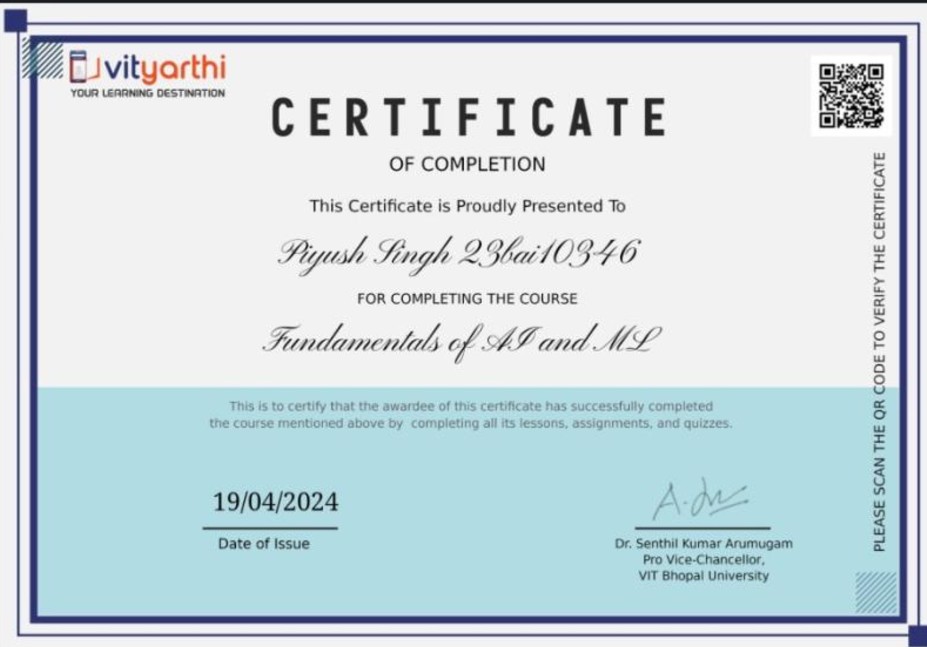 vityarthi
YOUR LEARNING DESTINATION
CERTIFICATE
OF COMPLETION
This Certificate is Proudly Presented To
Piyush Singh 23bai10346
FOR COMPLETING THE COURSE
Fundamentals of AI and ML
This is to certify that the awardee of this certificate has successfully completed
the course mentioned above by completing all its lessons, assignments, and quizzes.
19/04/2024
Date of Issue
Dr. Senthil Kumar Arumugam
Pro Vice-Chancellor,
VIT Bhopal University
PLEASE SCAN THE QR CODE TO VERIFY THE CERTIFICATE